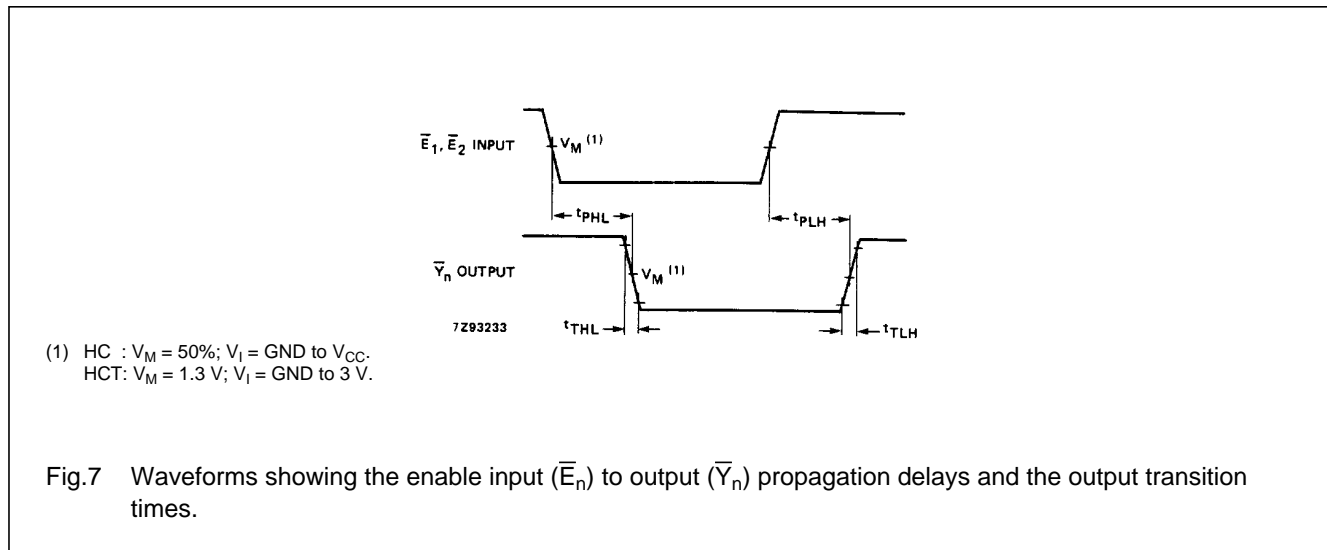 E̅1, E̅2 INPUT
VM (1)
tPHL
tPLH
Y̅n OUTPUT
VM (1)
7Z93233
tTHL
tTLH
(1) HC : VM = 50%; VI = GND to VCC.
HCT: VM = 1.3 V; VI = GND to 3 V.
Fig.7 Waveforms showing the enable input (E̅n) to output (Y̅n) propagation delays and the output transition
times.